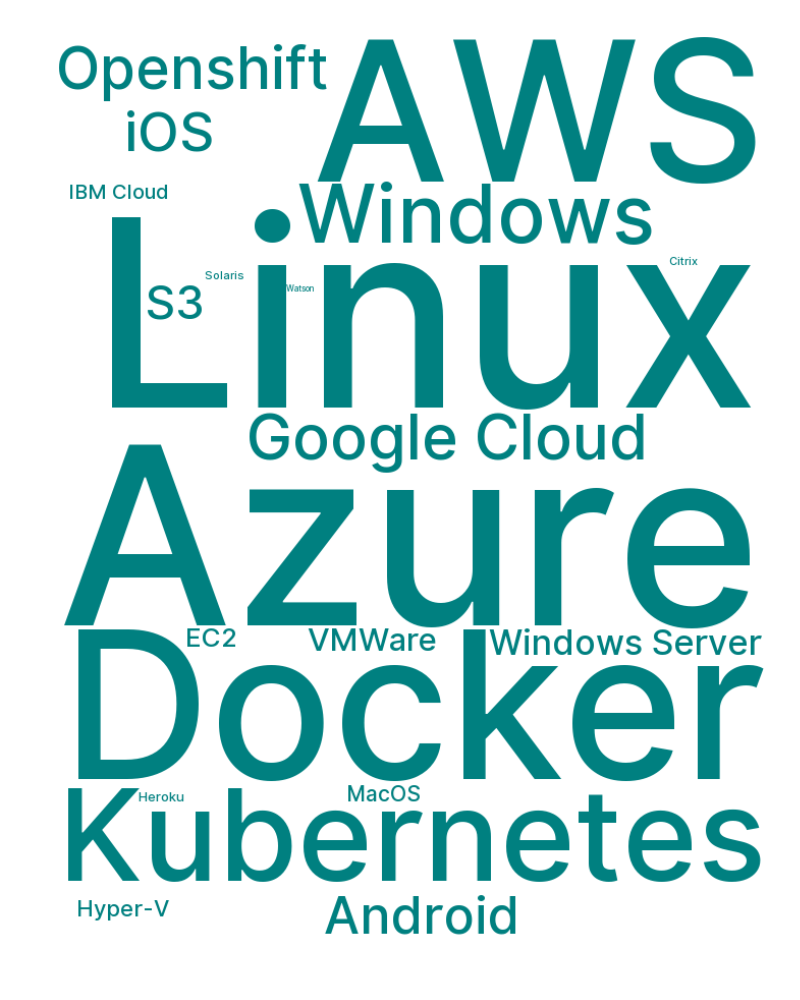 Openshift
AWS
iOS
IBM Cloud
Windows
Linux
Citrix
Solaris
S3
Watson
Google Cloud
Azure
EC2
VMWare
Windows Server
Docker
Kubernetes
Heroku
MacOS
Hyper-V
Android